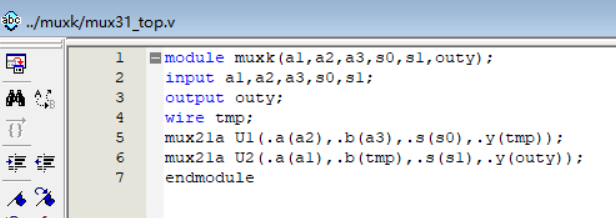 abc ../muxk/mux31_top.v
1 module muxk(a1,a2,a3,s0,s1,outy);
2 input a1,a2,a3,s0,s1;
3 output outy;
4 wire tmp;
5 mux21a U1(.a(a2),.b(a3),.s(s0),.y(tmp));
6 mux21a U2(.a(a1),.b(tmp),.s(s1),.y(outy));
7 endmodule